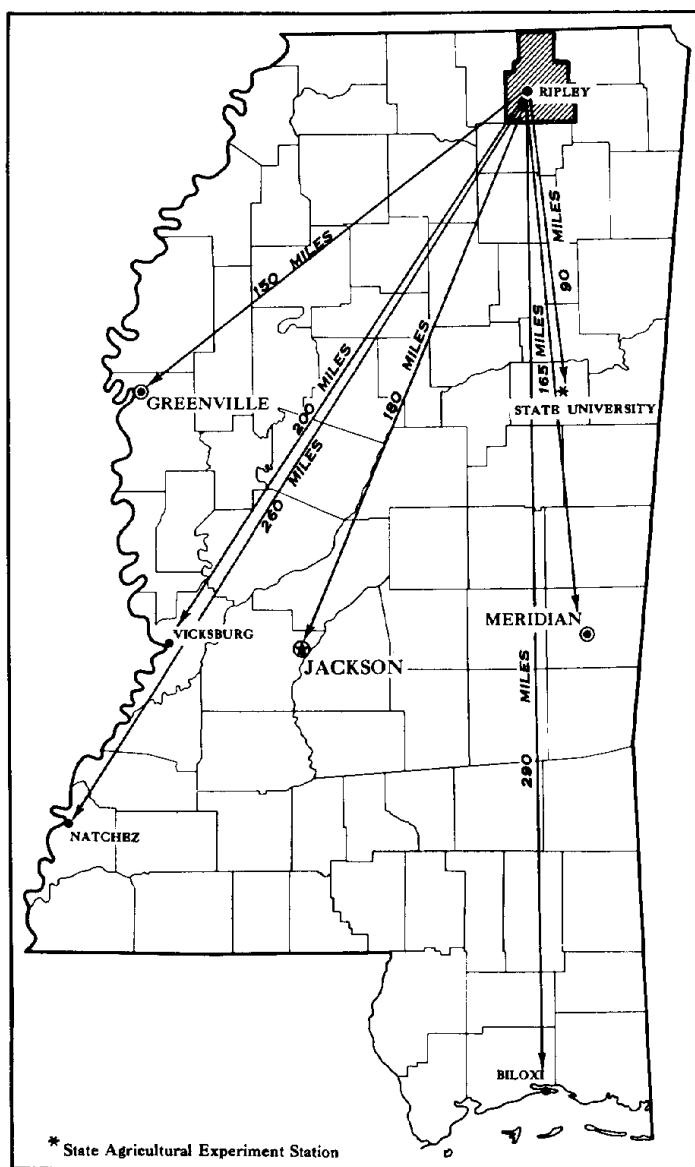 RIPLEY
150 MILES
90 MILES
200 MILES
180 MILES
165 MILES
260 MILES
GREENVILLE
*
STATE UNIVERSITY
VICKSBURG
JACKSON
MERIDIAN
290 MILES
NATCHEZ
BILOXI
* State Agricultural Experiment Station